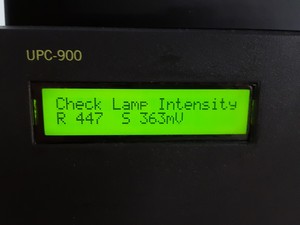 UPC-900
Check Lamp Intensity
R 447  S 363mV